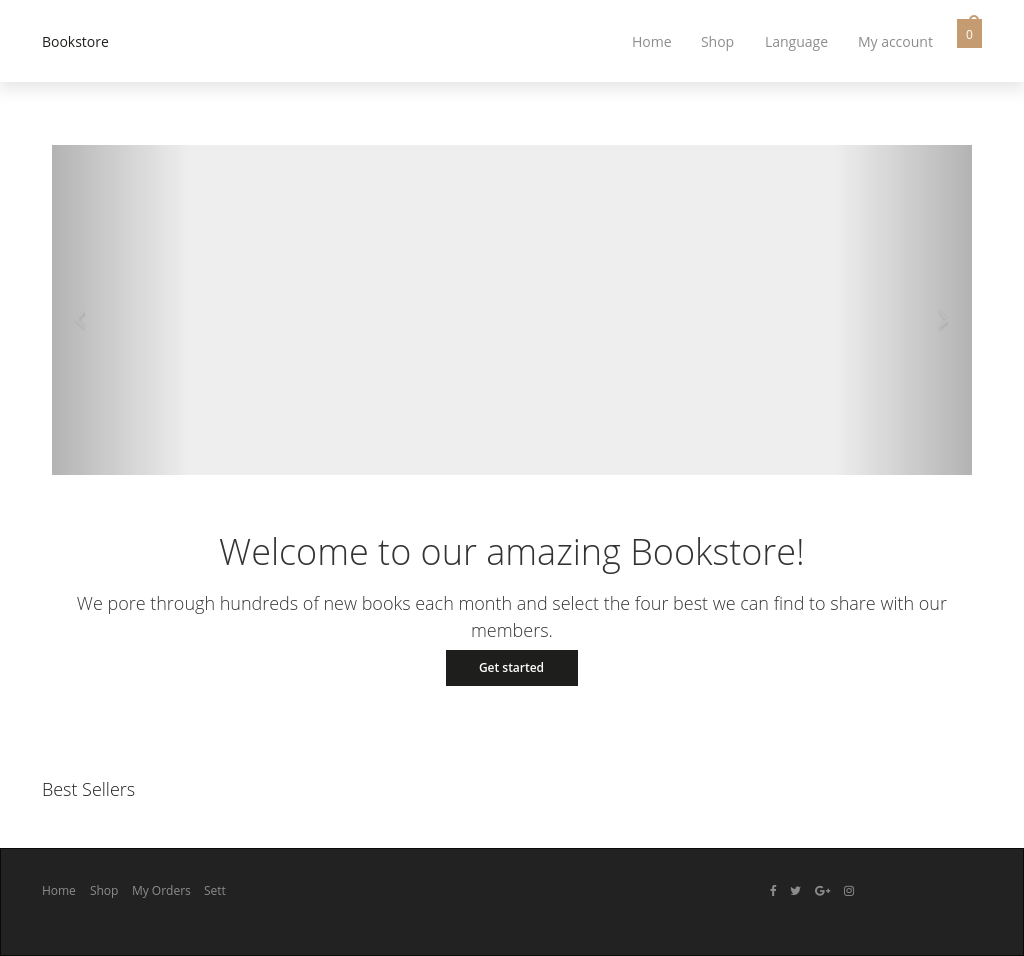 Bookstore
Home Shop Language My account 0
Welcome to our amazing Bookstore!
We pore through hundreds of new books each month and select the four best we can find to share with our
members.
Get started
Best Sellers
Home Shop My Orders Sett